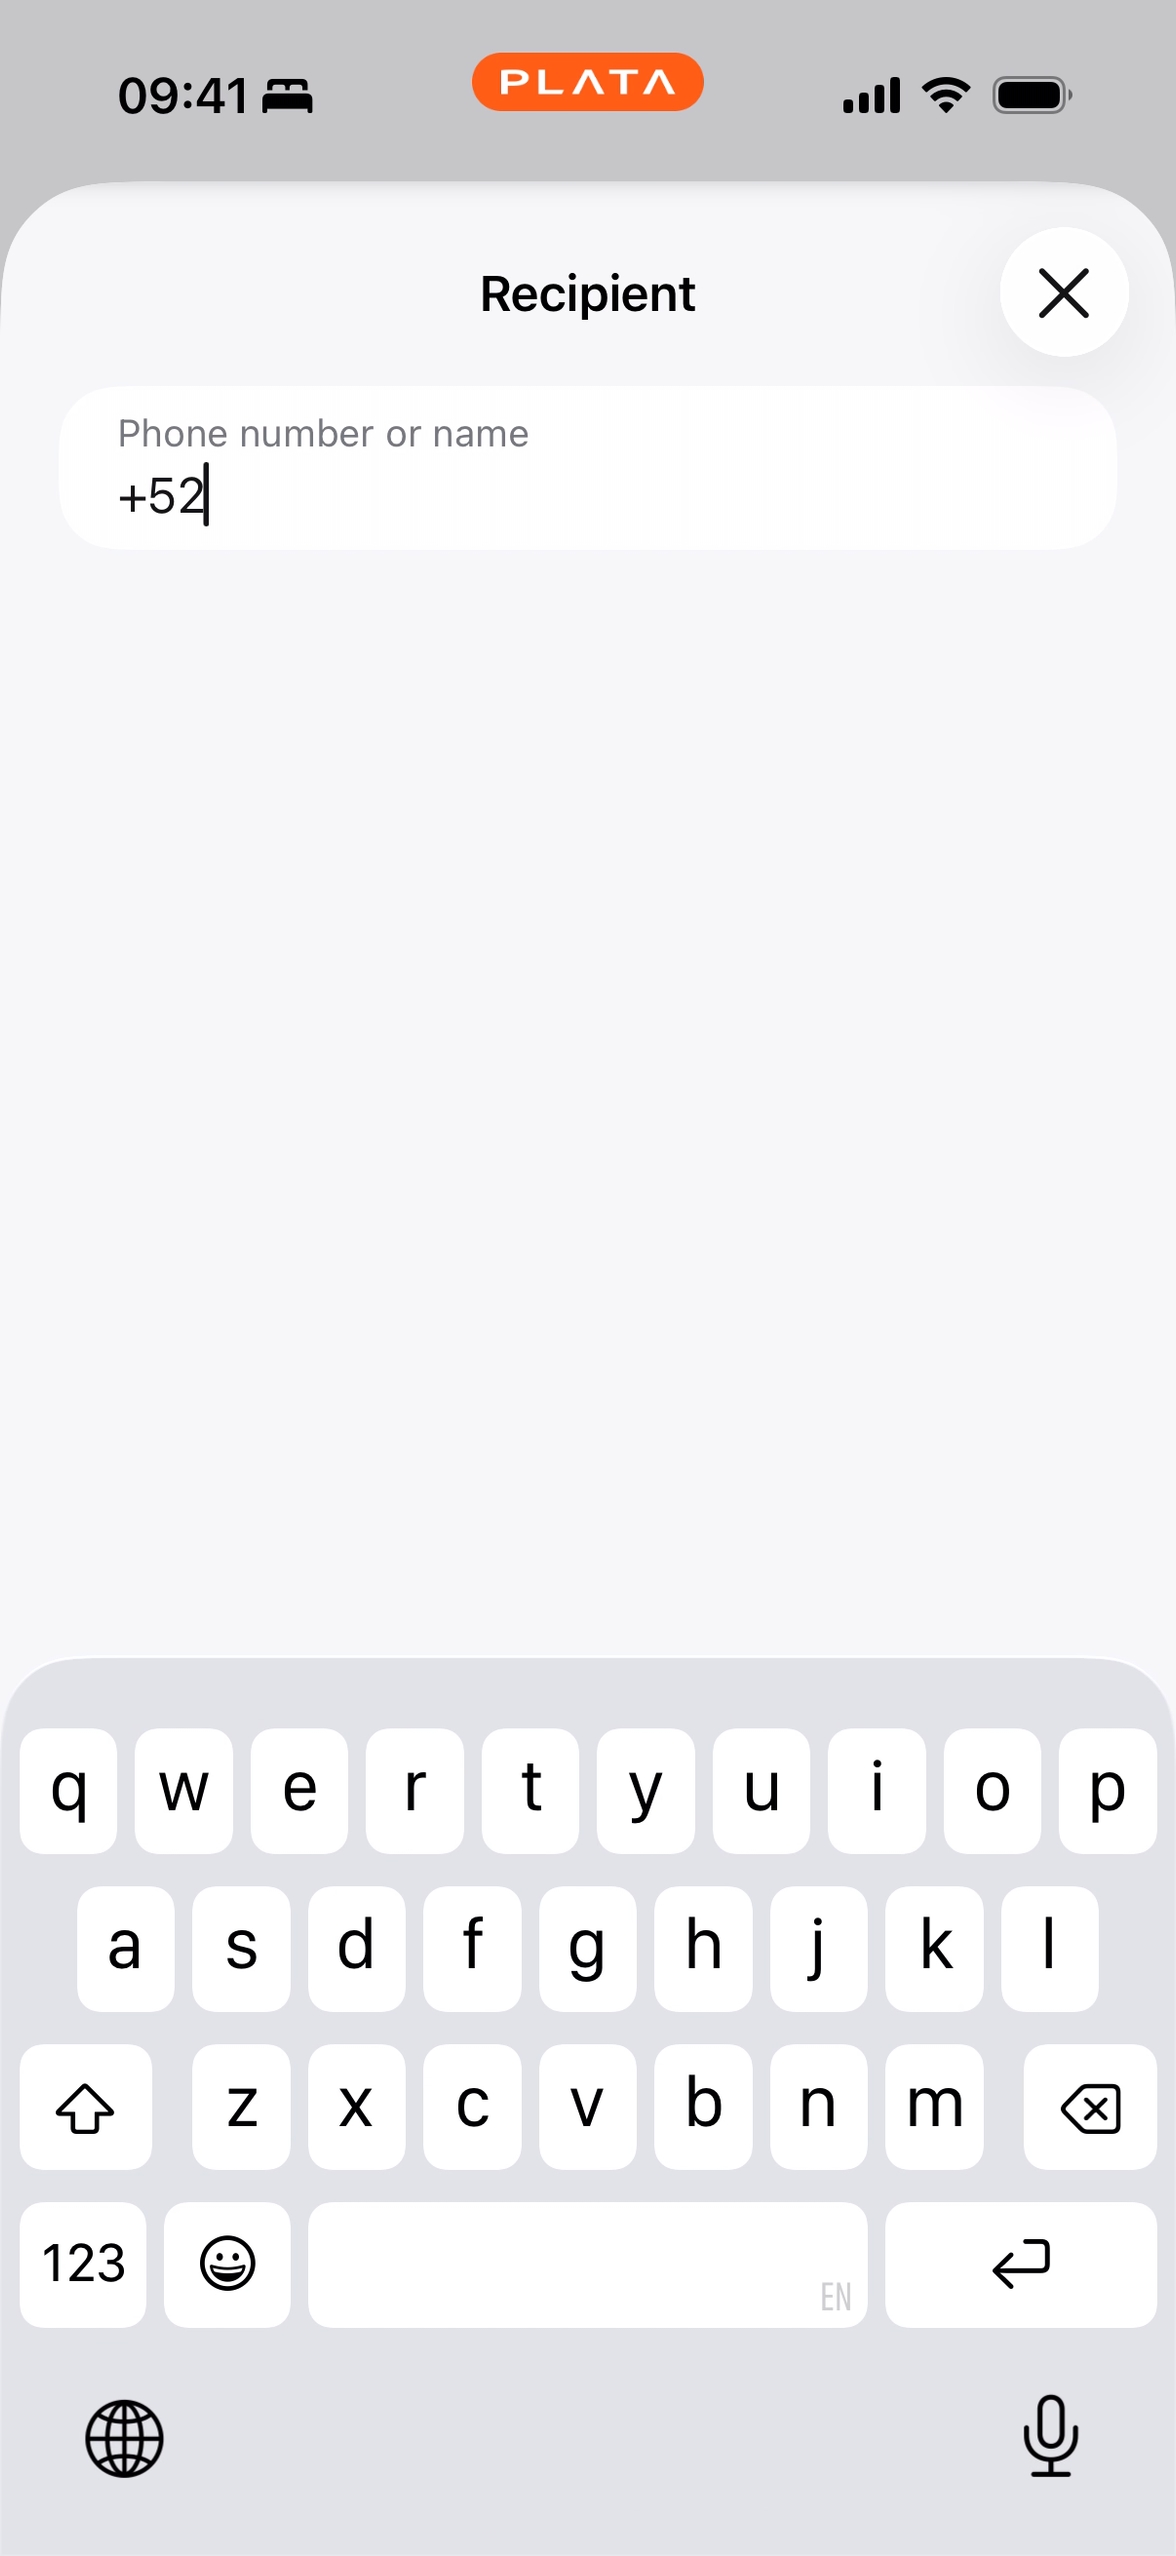 09:41
PLATA
Recipient
Phone number or name
+52
q w e r t y u i o p
a s d f g h j k l
z x c v b n m
123
EN